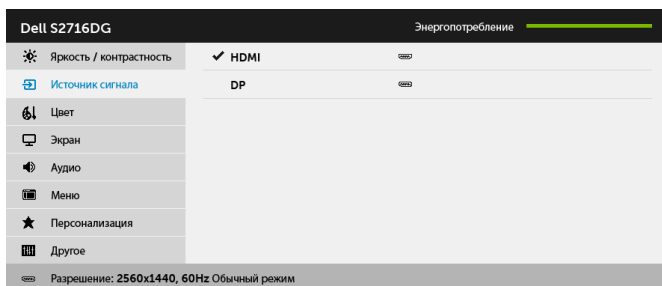 Dell S2716DG Энергопотребление
Яркость / контрастность ✔ HDMI
Источник сигнала DP
Цвет
Экран
Аудио
Меню
Персонализация
Другое
Разрешение: 2560x1440, 60Hz Обычный режим